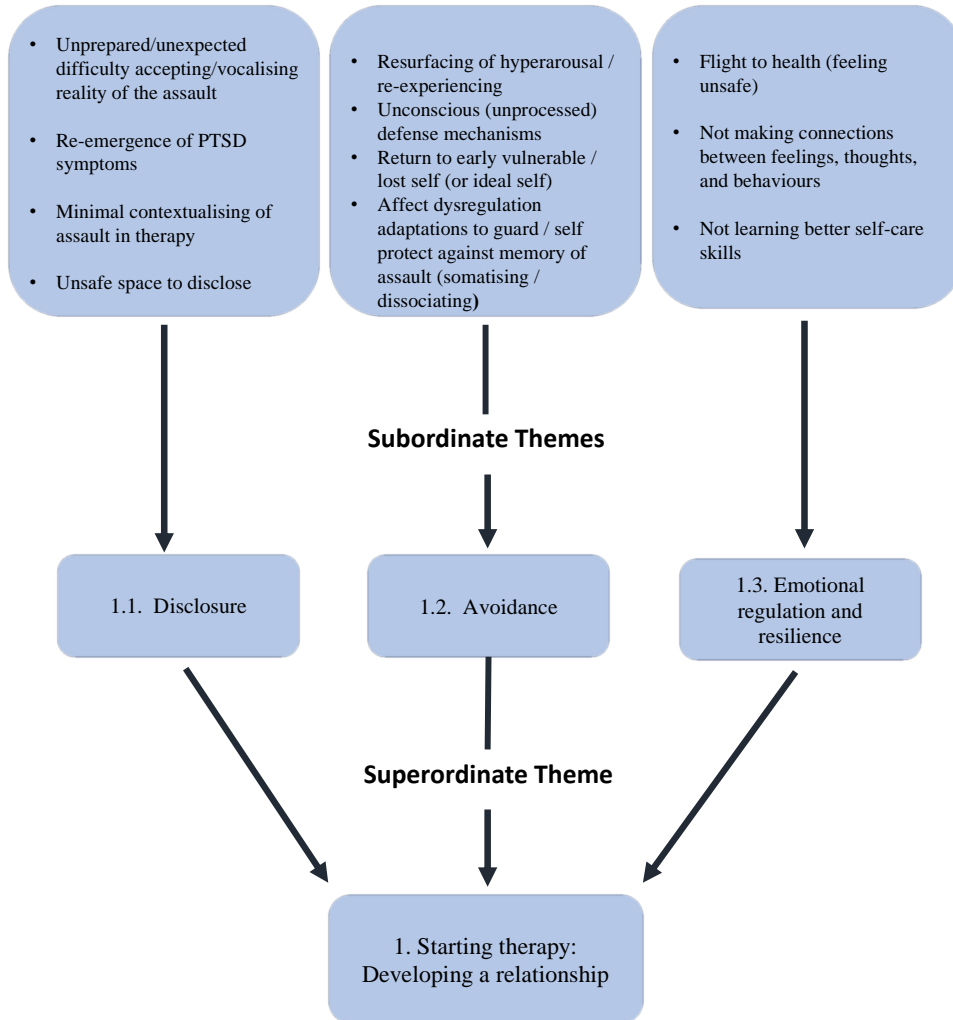 • Unprepared/unexpected
difficulty accepting/vocalising
reality of the assault
• Re-emergence of PTSD
symptoms
• Minimal contextualising of
assault in therapy
• Unsafe space to disclose
• Resurfacing of hyperarousal /
re-experiencing
• Unconscious (unprocessed)
defense mechanisms
• Return to early vulnerable /
lost self (or ideal self)
• Affect dysregulation
adaptations to guard / self
protect against memory of
assault (somatising /
dissociating)
• Flight to health (feeling
unsafe)
• Not making connections
between feelings, thoughts,
and behaviours
• Not learning better self-care
skills
Subordinate Themes
1.1. Disclosure
1.2. Avoidance
1.3. Emotional
regulation and
resilience
Superordinate Theme
1. Starting therapy:
Developing a relationship